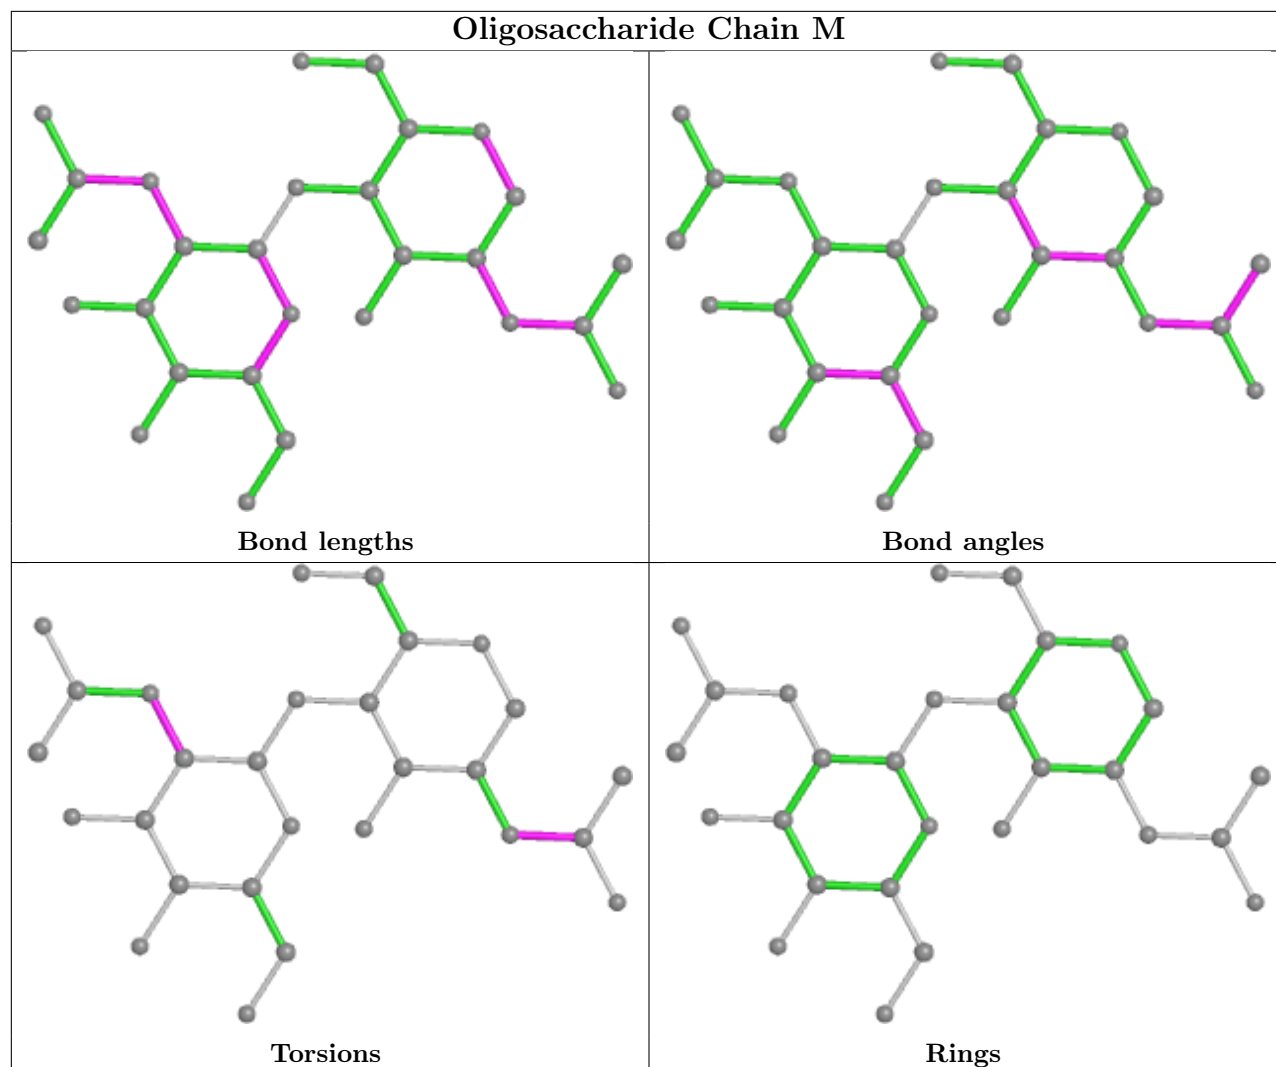 Oligosaccharide Chain M
Bond lengths
Bond angles
Torsions
Rings